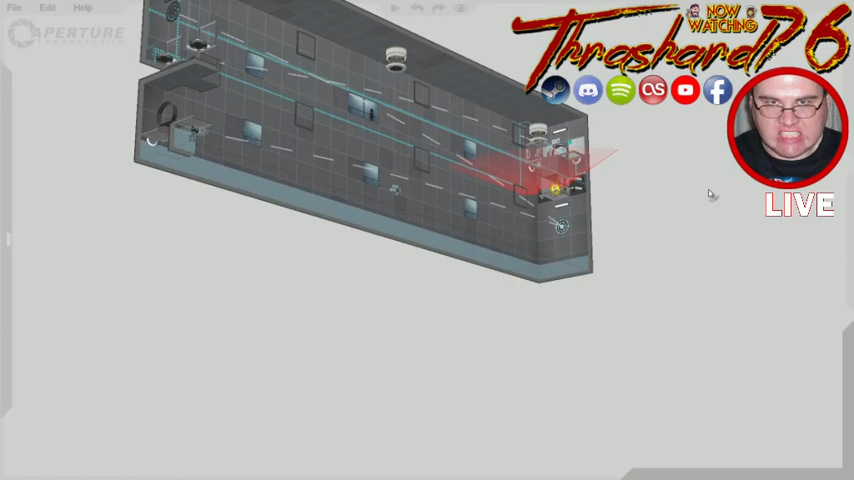 File Edit Help
APERTURE
LABORATORIES
NOW
WATCHING
Thrashard76
LIVE